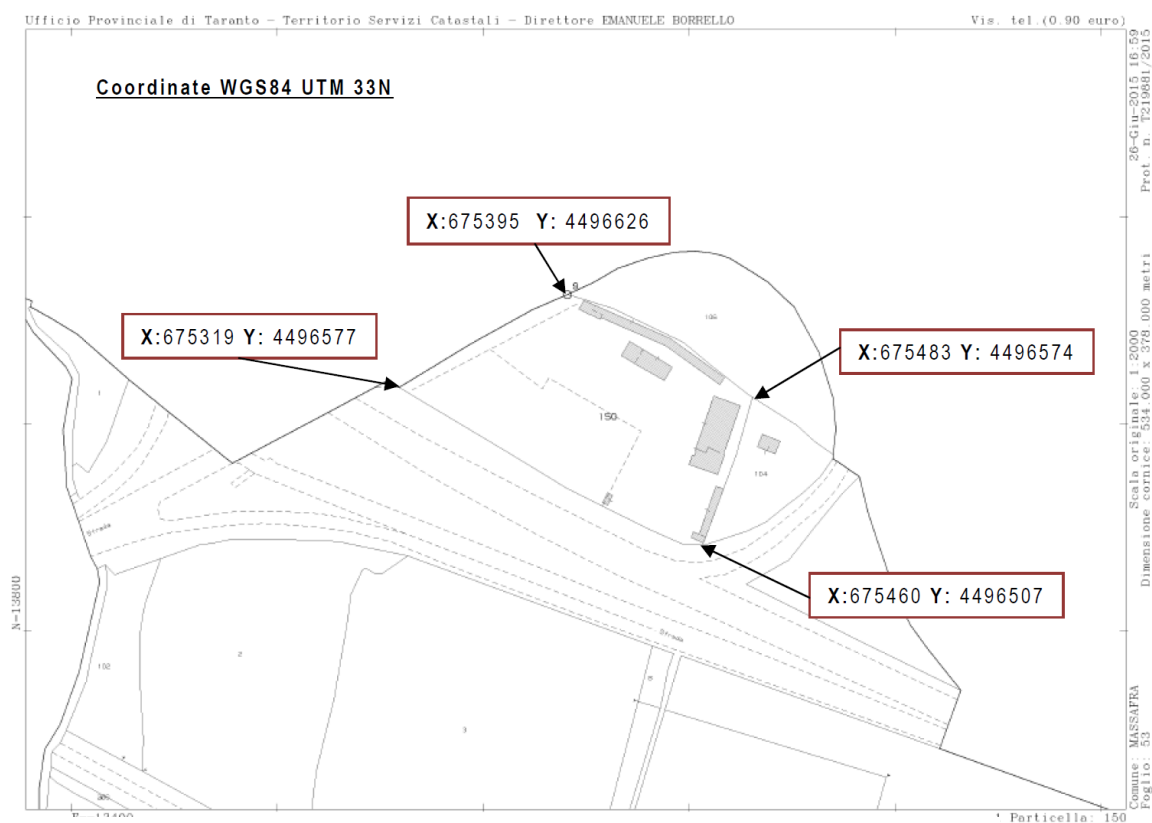 Ufficio Provinciale di Taranto - Territorio Servizi Catastali - Direttore EMANUELE BORRELLO
Vis. tel.(0.90 euro)
Coordinate WGS84 UTM 33N
X:675395 Y: 4496626
9
106
X:675319 Y: 4496577
X:675483 Y: 4496574
1
150
104
Strada
X:675460 Y: 4496507
Strada
2
102
3
N=13800
' Particella: 150
26-Giu-2015 16:59
Prot. n. T219881/2015
Scala originale: 1:2000
Dimensione cornice: 534.000 x 378.000 metri
Comune: MASSAFRA
Foglio: 53